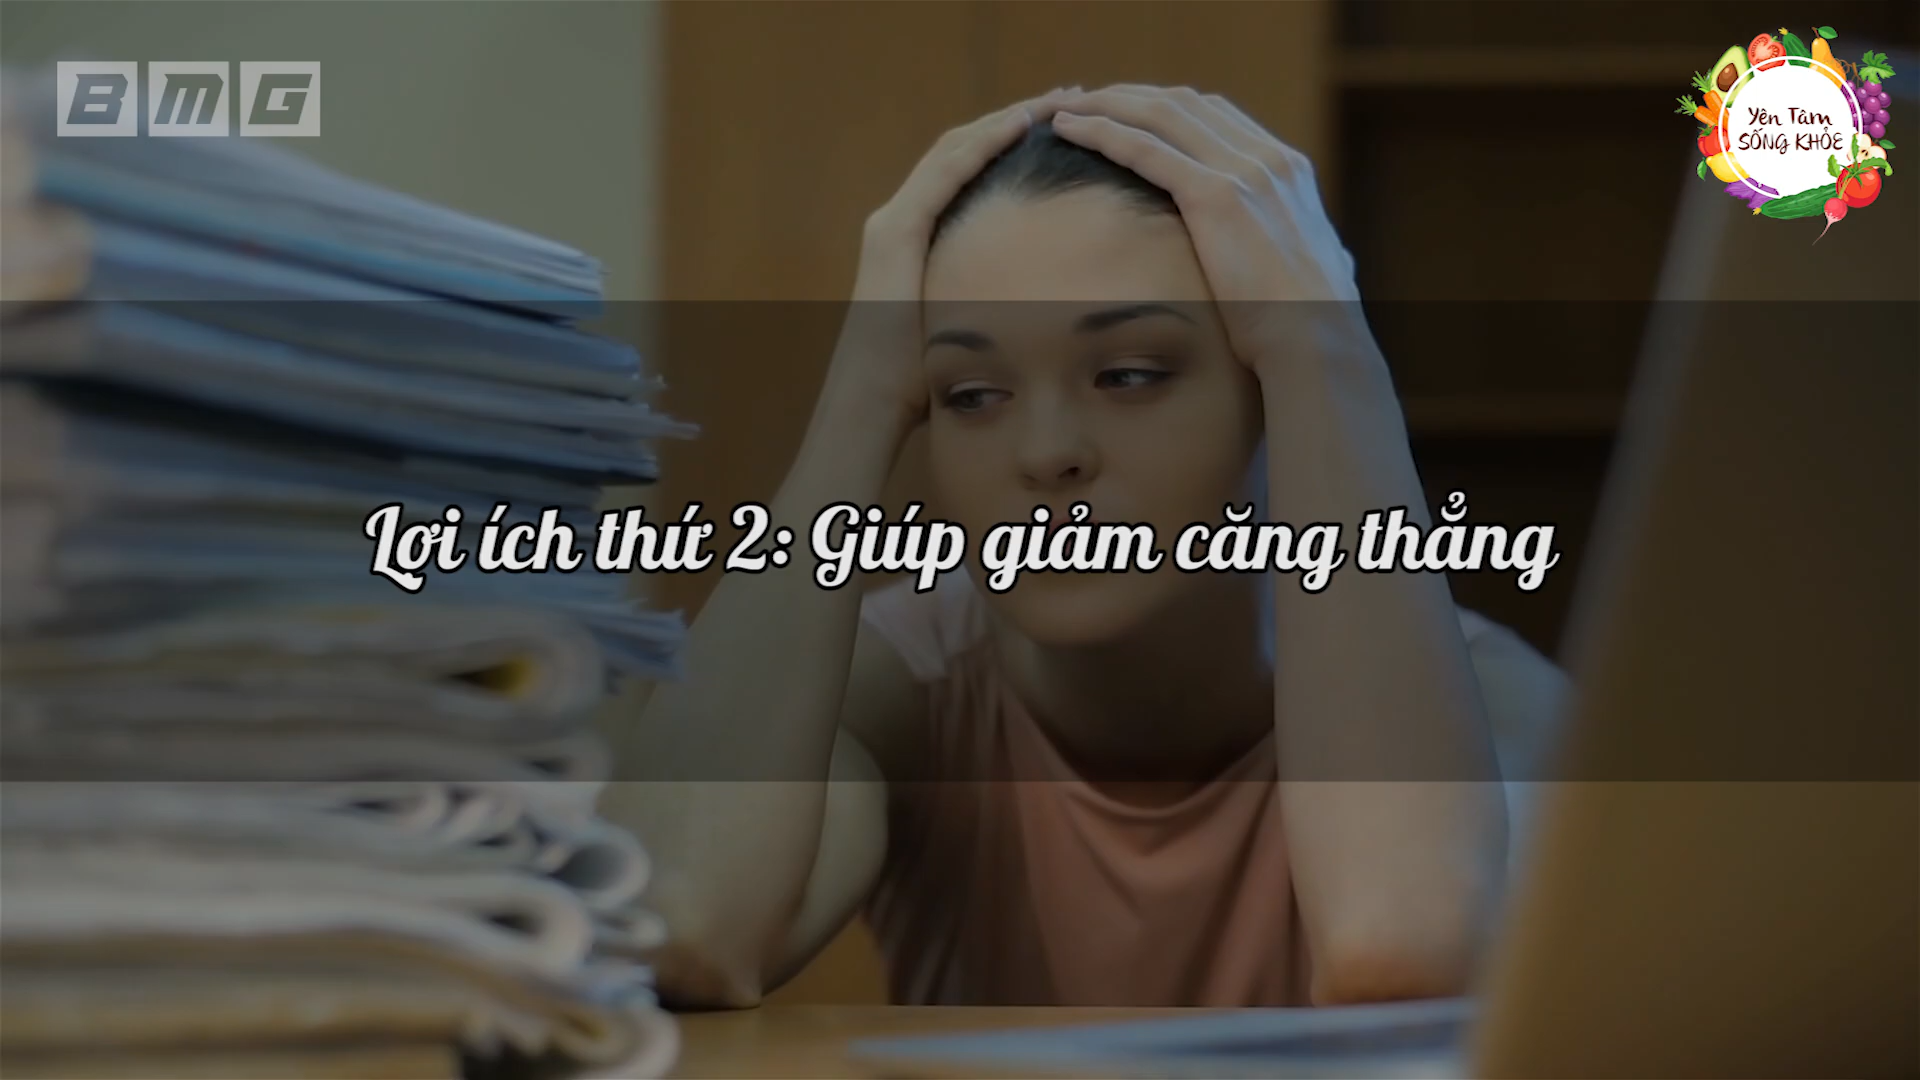 BMG
Yên Tâm
SỐNG KHỎE
Lợi ích thứ 2: Giúp giảm căng thẳng